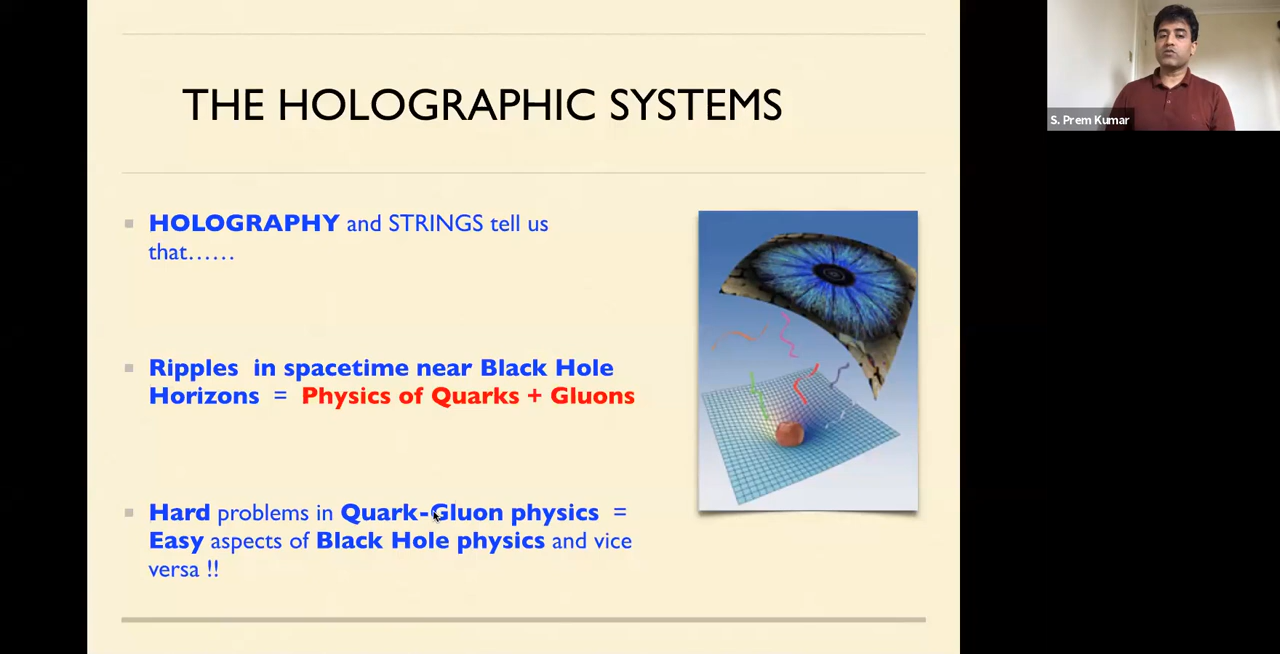 THE HOLOGRAPHIC SYSTEMS
HOLOGRAPHY and STRINGS tell us
that……
Ripples in spacetime near Black Hole
Horizons = Physics of Quarks + Gluons
Hard problems in Quark-Gluon physics =
Easy aspects of Black Hole physics and vice
versa !!
S. Prem Kumar